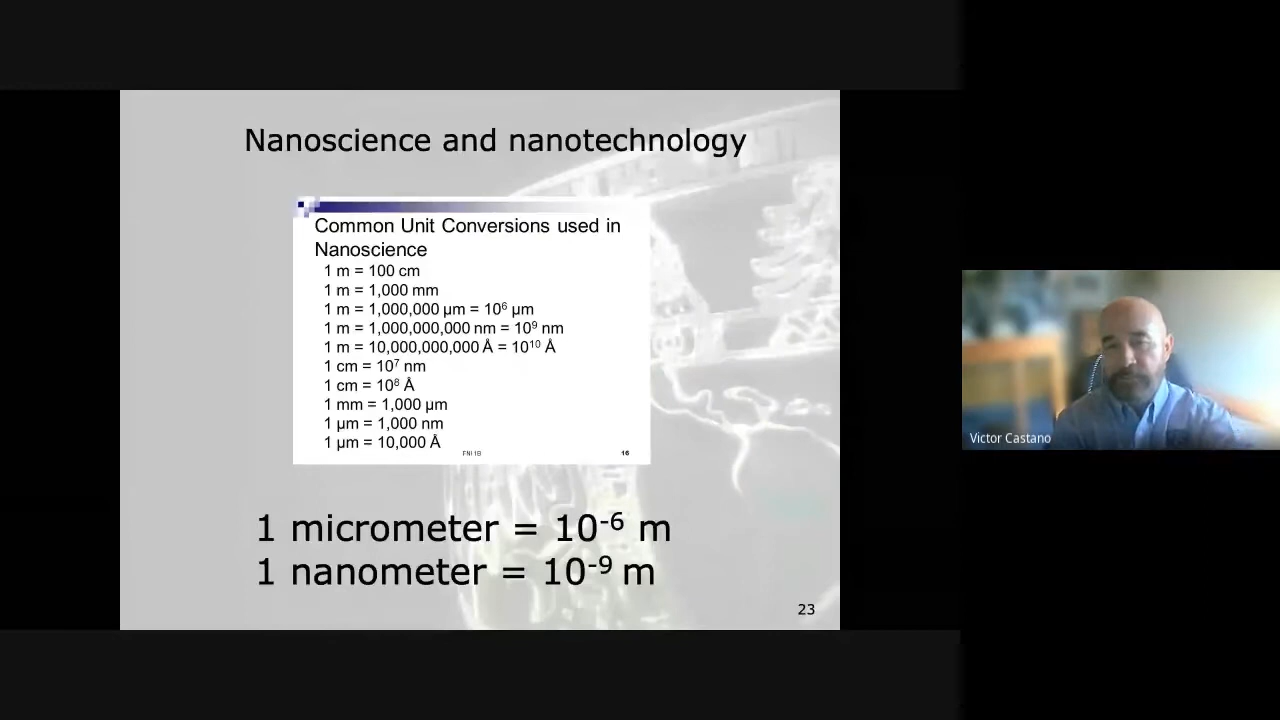 Nanoscience and nanotechnology
Common Unit Conversions used in
Nanoscience
1 m = 100 cm
1 m = 1,000 mm
1 m = 1,000,000 µm = 10⁶ µm
1 m = 1,000,000,000 nm = 10⁹ nm
1 m = 10,000,000,000 Å = 10¹⁰ Å
1 cm = 10⁷ nm
1 cm = 10⁸ Å
1 mm = 1,000 µm
1 µm = 1,000 nm
1 µm = 10,000 Å
FNI 1B 16
1 micrometer = 10⁻⁶ m
1 nanometer = 10⁻⁹ m
23
Victor Castano